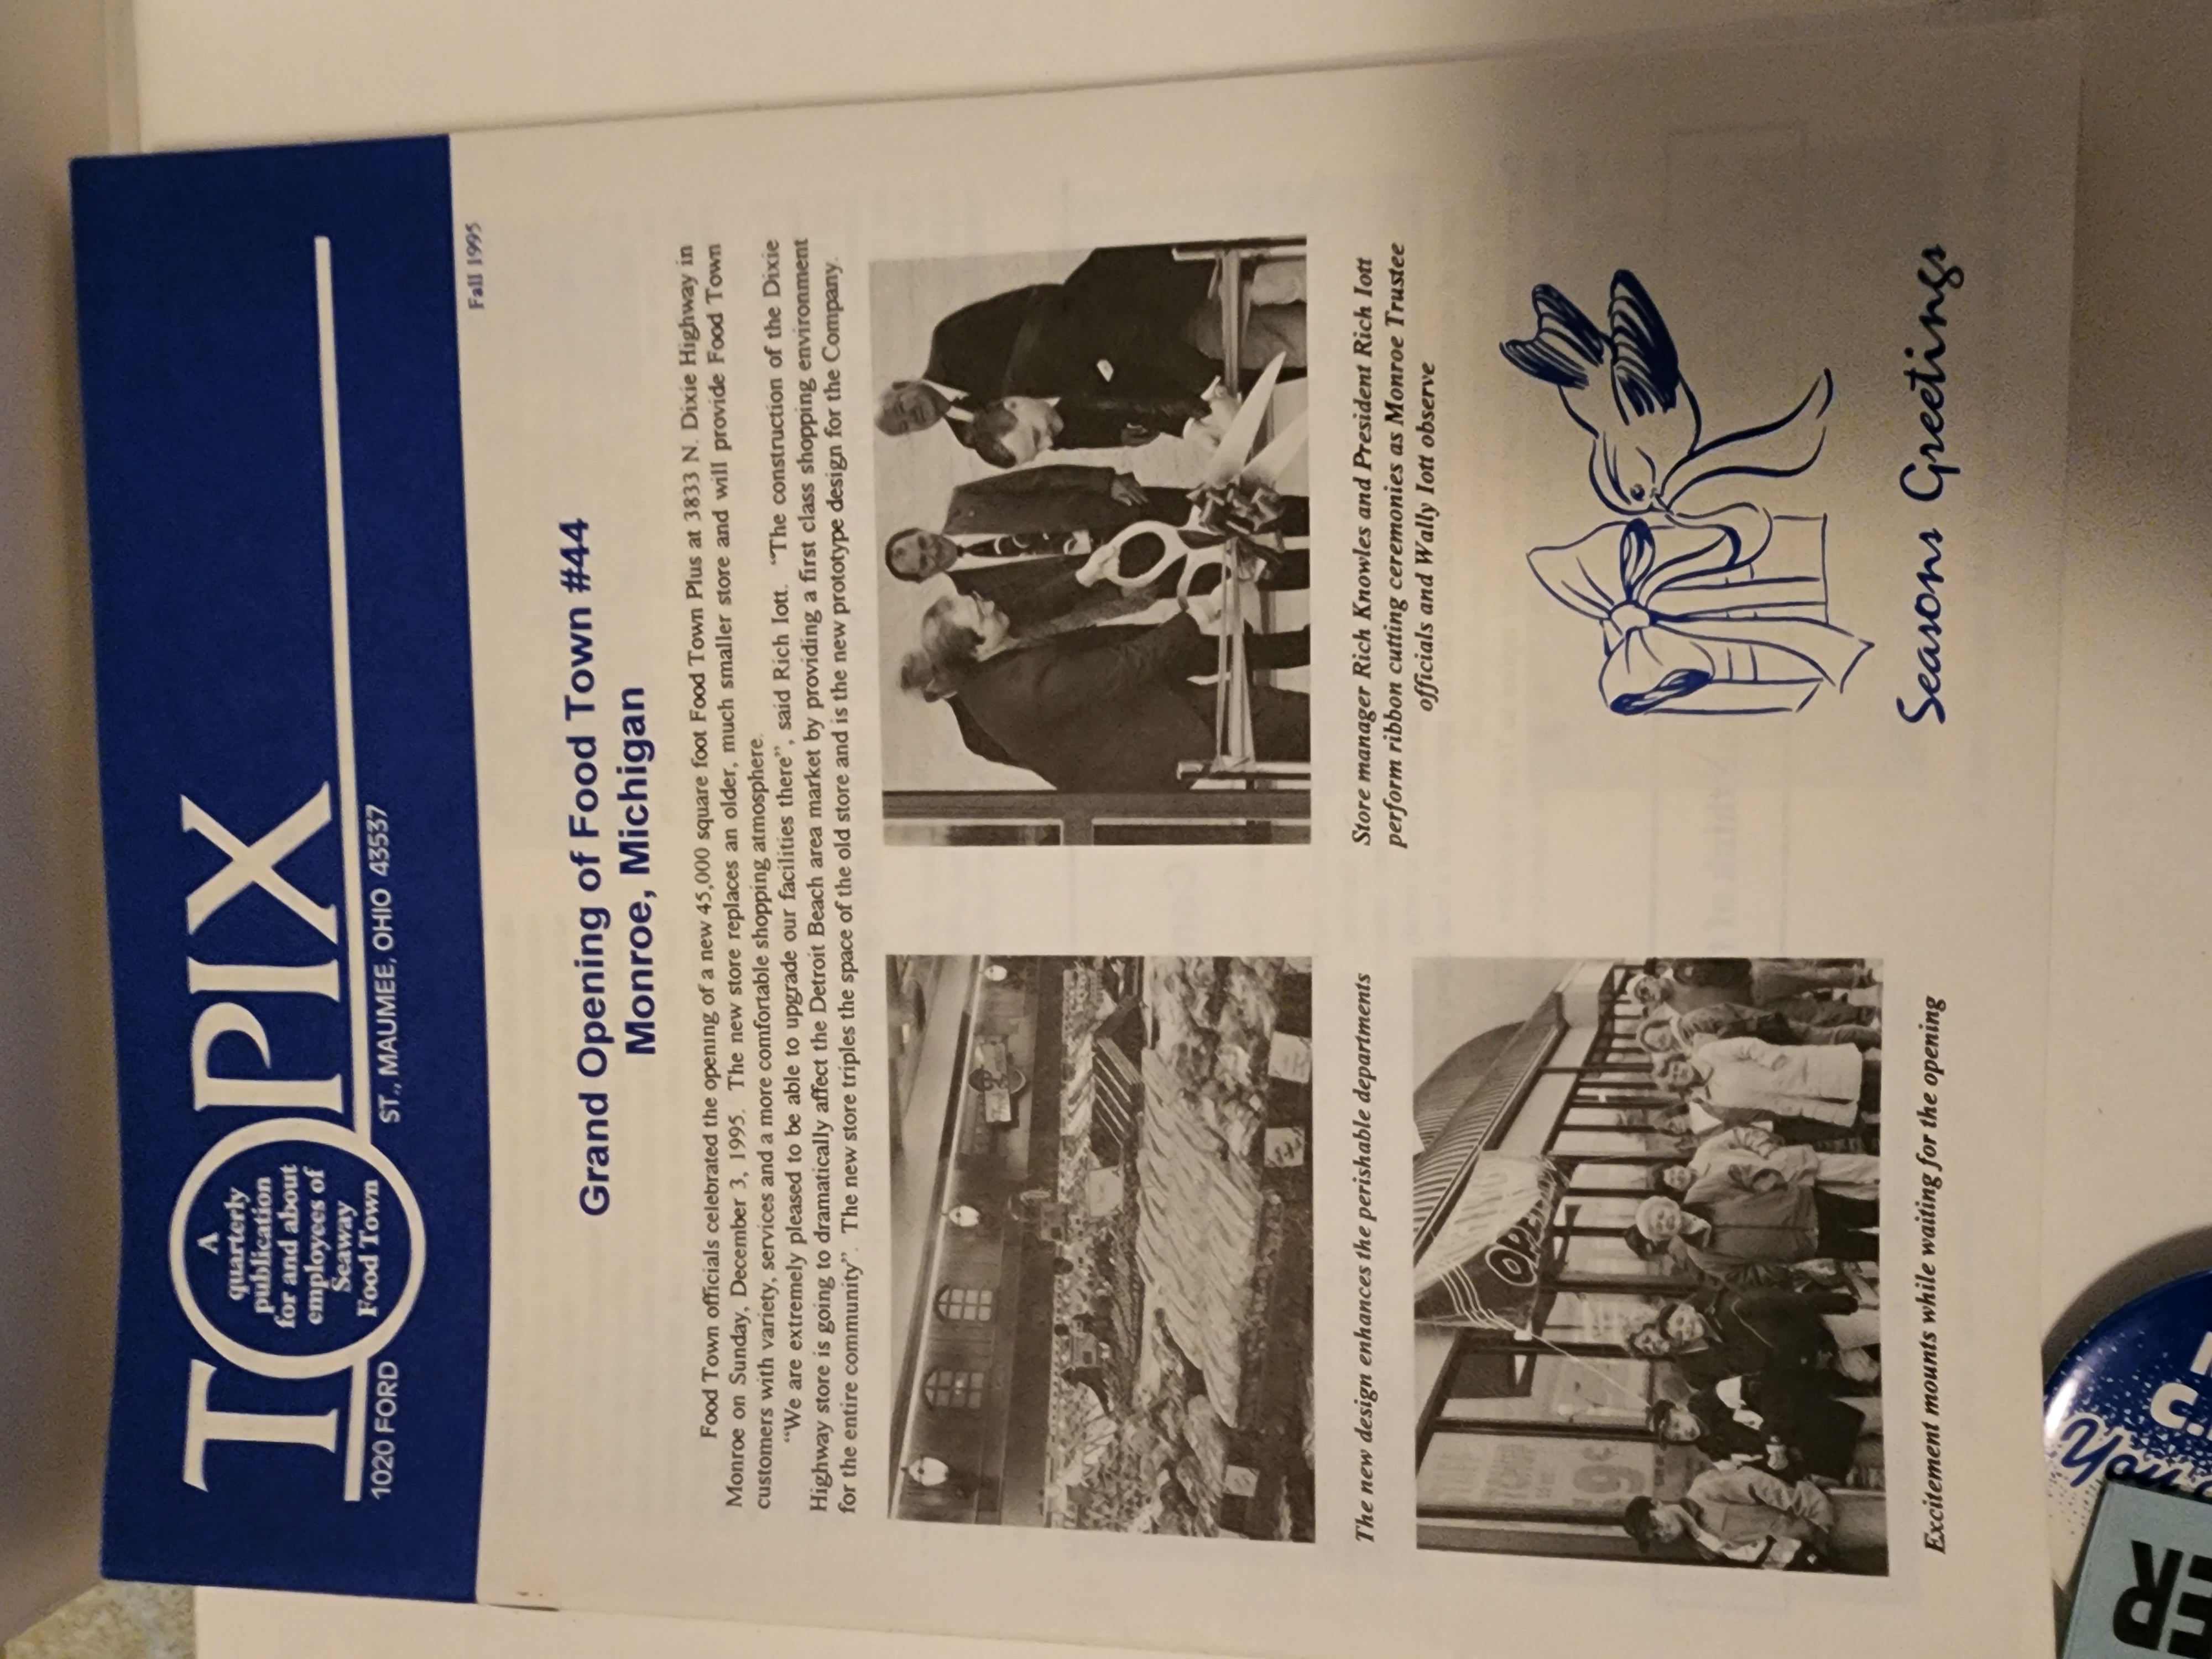 TOPIX
A
quarterly
publication
for and about
employees of
Seaway
Food Town
1020 FORD ST., MAUMEE, OHIO 43537
Fall 1995
Grand Opening of Food Town #44
Monroe, Michigan
Food Town officials celebrated the opening of a new 45,000 square foot Food Town Plus at 3833 N. Dixie Highway in
Monroe on Sunday, December 3, 1995. The new store replaces an older, much smaller store and will provide Food Town
customers with variety, services and a more comfortable shopping atmosphere.
"We are extremely pleased to be able to upgrade our facilities there", said Rich Iott. "The construction of the Dixie
Highway store is going to dramatically affect the Detroit Beach area market by providing a first class shopping environment
for the entire community". The new store triples the space of the old store and is the new prototype design for the Company.
The new design enhances the perishable departments
Store manager Rich Knowles and President Rich Iott
perform ribbon cutting ceremonies as Monroe Trustee
officials and Wally Iott observe
OPEN
Excitement mounts while waiting for the opening
Seasons Greetings